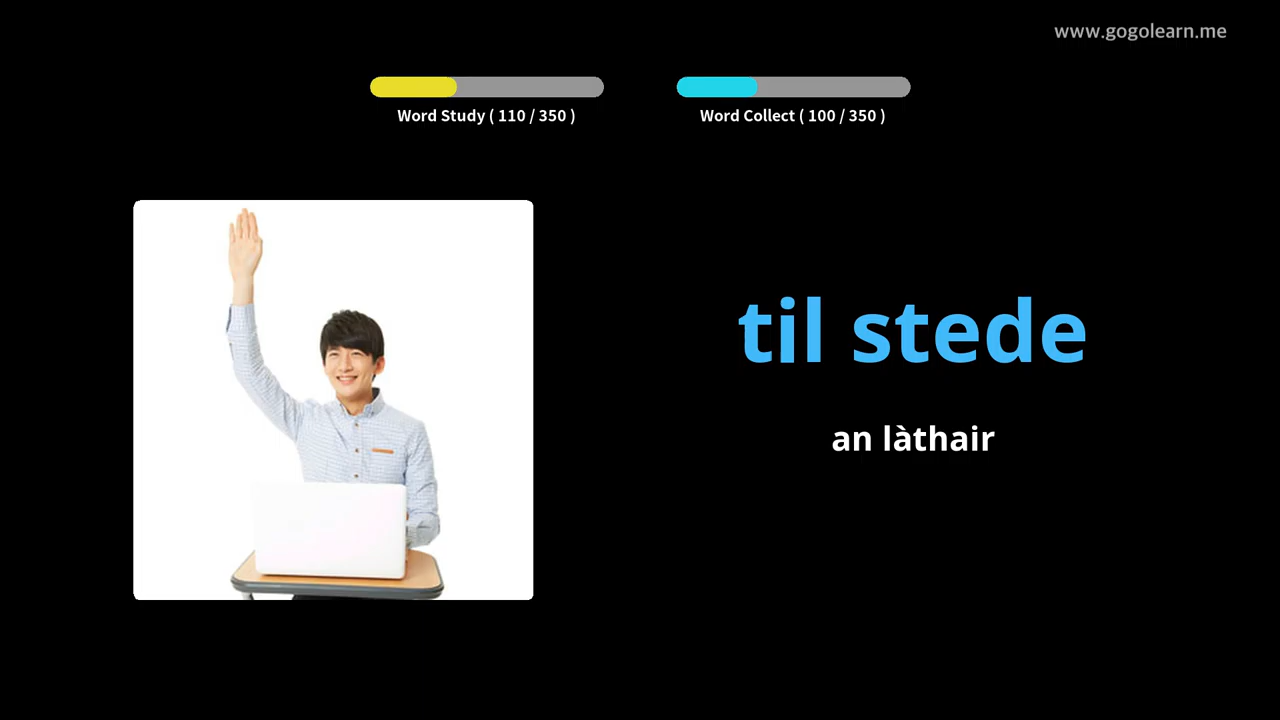 www.gogolearn.me
Word Study ( 110 / 350 )
Word Collect ( 100 / 350 )
til stede
an làthair